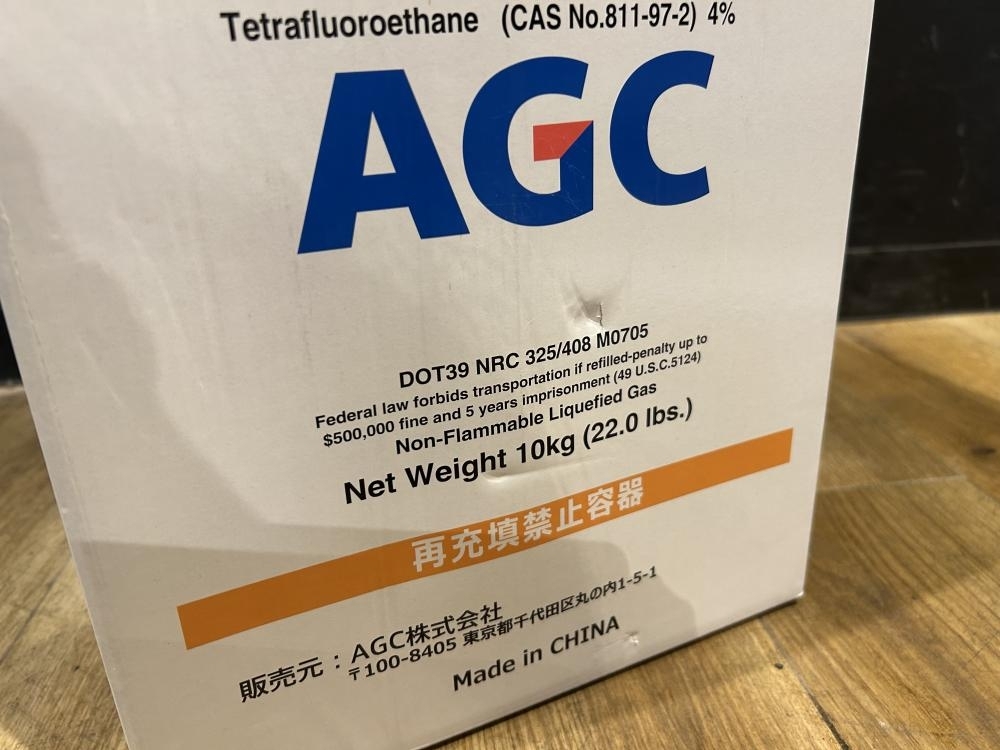 Tetrafluoroethane (CAS No.811-97-2) 4%
AGC
DOT39 NRC 325/408 M0705
Federal law forbids transportation if refilled-penalty up to
$500,000 fine and 5 years imprisonment (49 U.S.C.5124)
Non-Flammable Liquefied Gas
Net Weight 10kg (22.0 lbs.)
再充填禁止容器
販売元：AGC株式会社
〒100-8405 東京都千代田区丸の内1-5-1
Made in CHINA